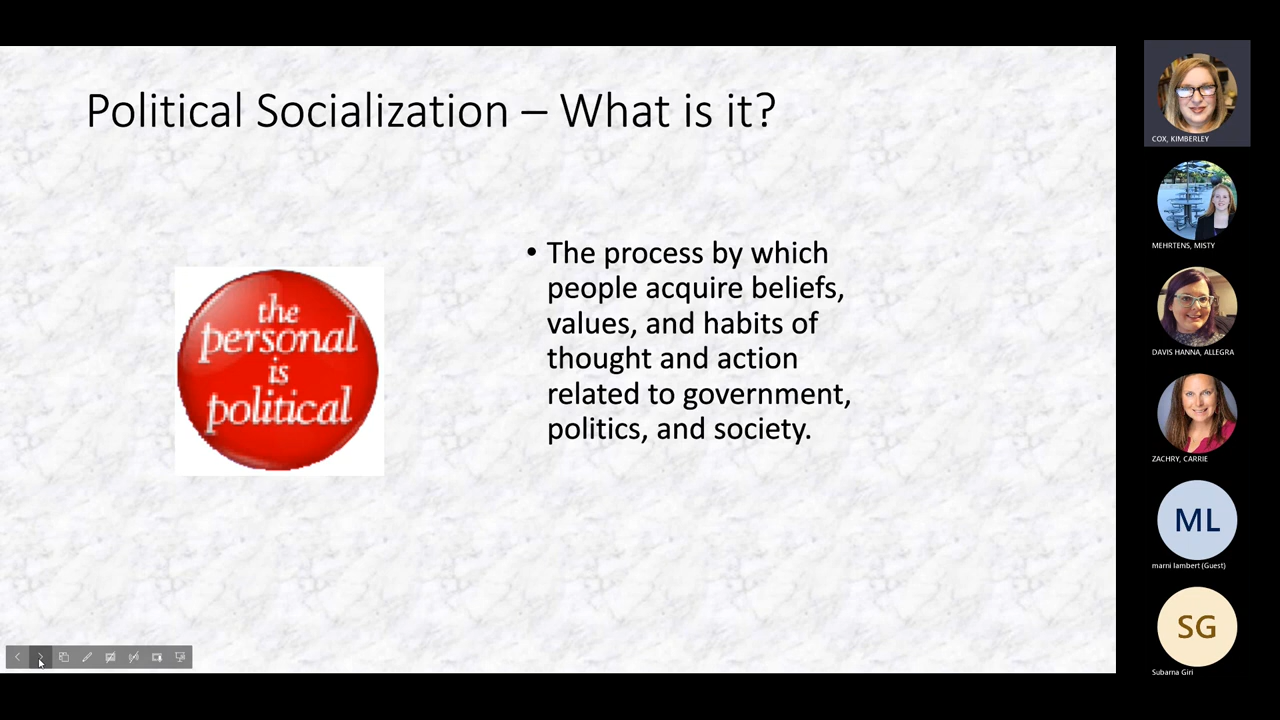 Political Socialization – What is it?
the
personal
is
political
• The process by which
people acquire beliefs,
values, and habits of
thought and action
related to government,
politics, and society.
COX, KIMBERLEY
MEHRTENS, MISTY
DAVIS HANNA, ALLEGRA
ZACHRY, CARRIE
ML
marni lambert (Guest)
SG
Subarna Giri